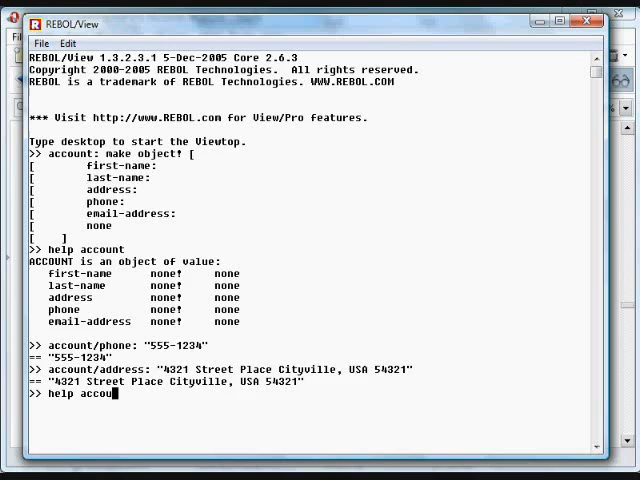 REBOL/View
File Edit
REBOL/View 1.3.2.3.1 5-Dec-2005 Core 2.6.3
Copyright 2000-2005 REBOL Technologies.  All rights reserved.
REBOL is a trademark of REBOL Technologies. WWW.REBOL.COM
*** Visit http://www.REBOL.com for View/Pro features.
Type desktop to start the Viewtop.
>> account: make object! [
[       first-name:
[       last-name:
[       address:
[       phone:
[       email-address:
[       none
[    ]
>> help account
ACCOUNT is an object of value:
first-name     none!     none
last-name      none!     none
address        none!     none
phone          none!     none
email-address  none!     none
>> account/phone: "555-1234"
== "555-1234"
>> account/address: "4321 Street Place Cityville, USA 54321"
== "4321 Street Place Cityville, USA 54321"
>> help accou